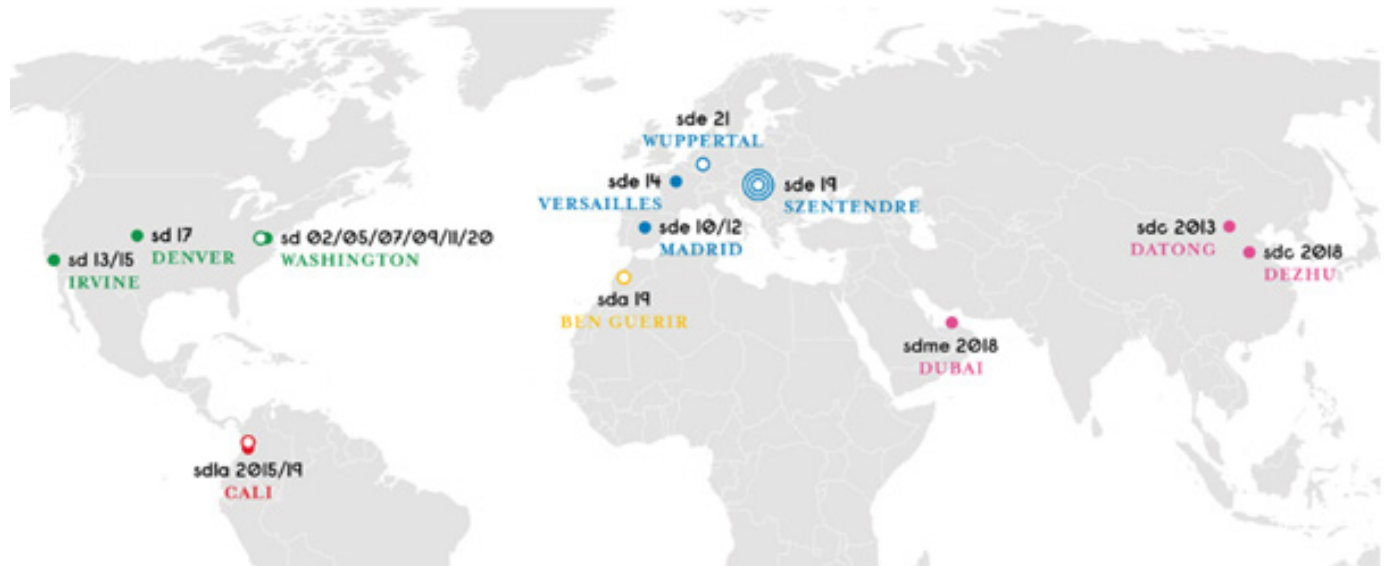 sde 21
WUPPERTAL
sde 14
VERSAILLES
sde 19
SZENTENDRE
sde 10/12
MADRID
sd 17
DENVER
sd 02/05/07/09/11/20
WASHINGTON
sd 13/15
IRVINE
sdc 2013
DATONG
sdc 2018
DEZHU
sda 19
BEN GUERIR
sdme 2018
DUBAI
sdla 2015/19
CALI